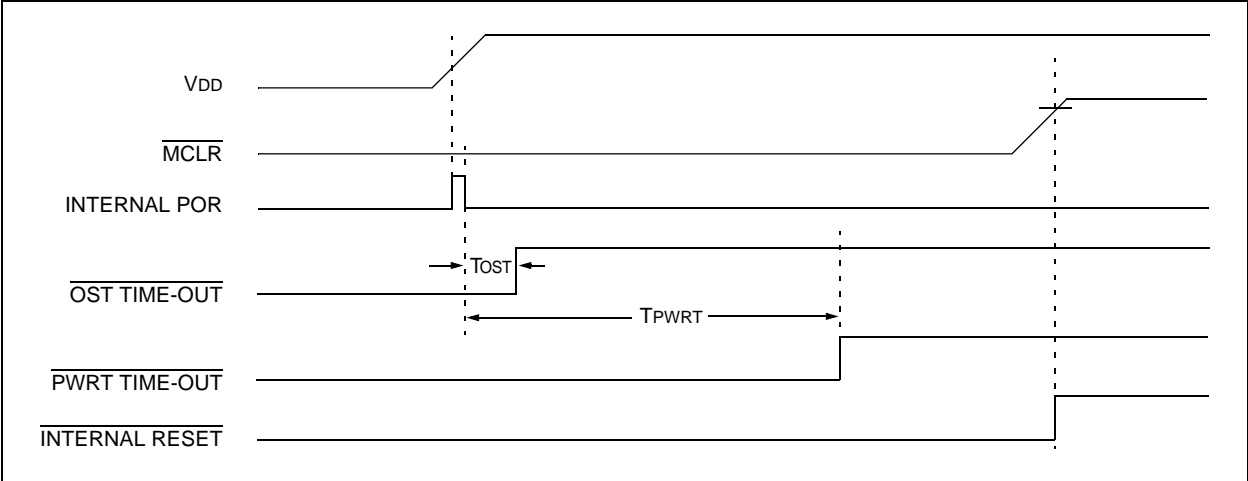 VDD
MCLR
INTERNAL POR
TOST
OST TIME-OUT
TPWRT
PWRT TIME-OUT
INTERNAL RESET